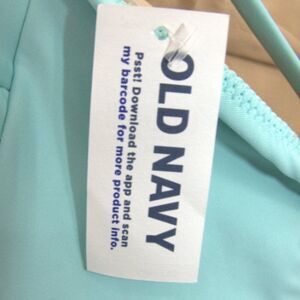 OLD NAVY
Psst! Download the app and scan
my barcode for more product info.